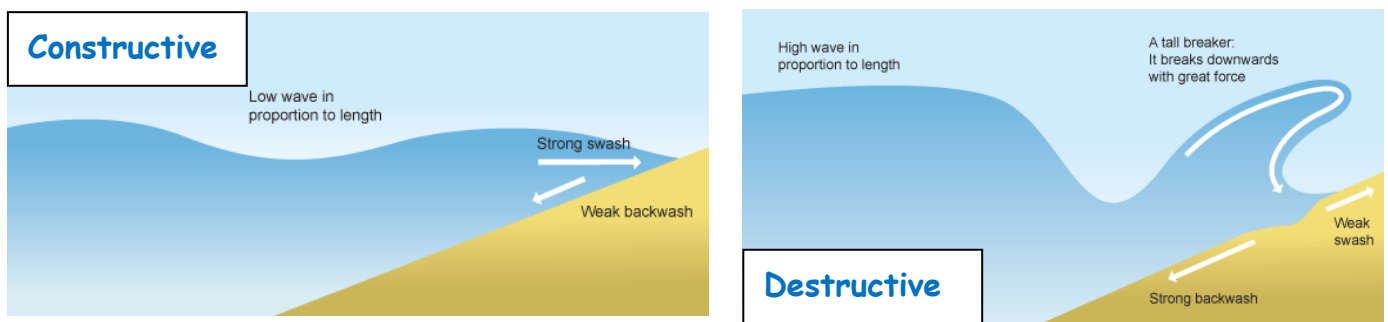 Constructive
Low wave in
proportion to length
Strong swash
Weak backwash
High wave in
proportion to length
A tall breaker:
It breaks downwards
with great force
Weak
swash
Strong backwash
Destructive